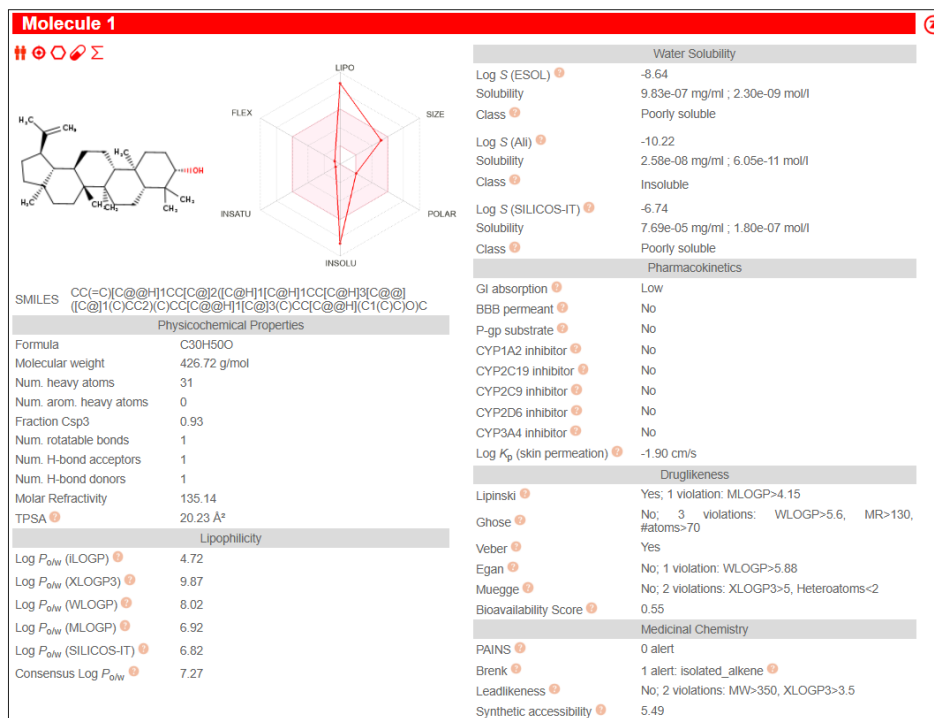 Molecule 1
H₃C
CH₂
H₃C
CH₃
CH₃
CH₃
H₃C
OH
CH₃
CH₃
LIPO
FLEX
SIZE
INSATU
POLAR
INSOLU
SMILES CC(=C)[C@@H]1CC[C@]2([C@H]1[C@H]1CC[C@H]3[C@@]
([C@]1(C)CC2)(C)CC[C@@H]1[C@]3(C)CC[C@@H](C1(C)C)O)C
Physicochemical Properties
Formula C30H50O
Molecular weight 426.72 g/mol
Num. heavy atoms 31
Num. arom. heavy atoms 0
Fraction Csp3 0.93
Num. rotatable bonds 1
Num. H-bond acceptors 1
Num. H-bond donors 1
Molar Refractivity 135.14
TPSA ? 20.23 Å²
Lipophilicity
Log Po/w (iLOGP) ? 4.72
Log Po/w (XLOGP3) ? 9.87
Log Po/w (WLOGP) ? 8.02
Log Po/w (MLOGP) ? 6.92
Log Po/w (SILICOS-IT) ? 6.82
Consensus Log Po/w ? 7.27
Water Solubility
Log S (ESOL) ? -8.64
Solubility 9.83e-07 mg/ml ; 2.30e-09 mol/l
Class ? Poorly soluble
Log S (Ali) ? -10.22
Solubility 2.58e-08 mg/ml ; 6.05e-11 mol/l
Class ? Insoluble
Log S (SILICOS-IT) ? -6.74
Solubility 7.69e-05 mg/ml ; 1.80e-07 mol/l
Class ? Poorly soluble
Pharmacokinetics
GI absorption ? Low
BBB permeant ? No
P-gp substrate ? No
CYP1A2 inhibitor ? No
CYP2C19 inhibitor ? No
CYP2C9 inhibitor ? No
CYP2D6 inhibitor ? No
CYP3A4 inhibitor ? No
Log Kp (skin permeation) ? -1.90 cm/s
Druglikeness
Lipinski ? Yes; 1 violation: MLOGP>4.15
Ghose ? No; 3 violations: WLOGP>5.6, MR>130,
#atoms>70
Veber ? Yes
Egan ? No; 1 violation: WLOGP>5.88
Muegge ? No; 2 violations: XLOGP3>5, Heteroatoms<2
Bioavailability Score ? 0.55
Medicinal Chemistry
PAINS ? 0 alert
Brenk ? 1 alert: isolated_alkene ?
Leadlikeness ? No; 2 violations: MW>350, XLOGP3>3.5
Synthetic accessibility ? 5.49